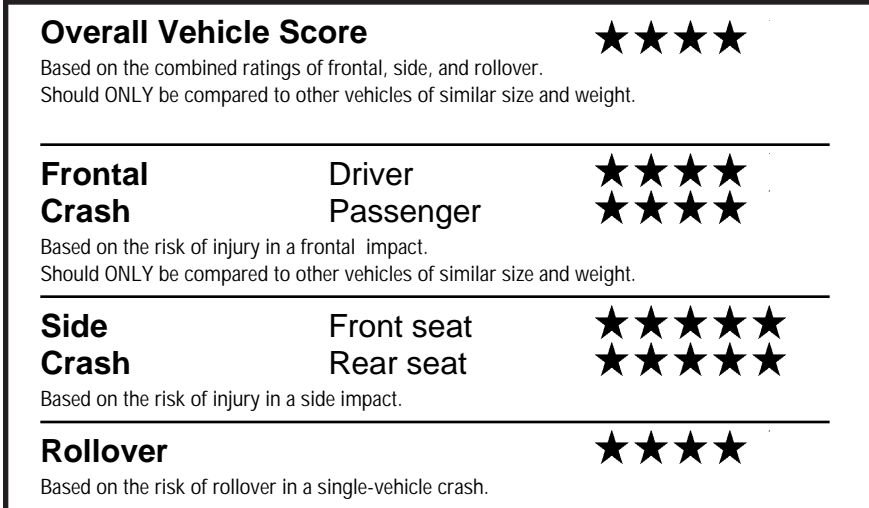 Overall Vehicle Score ★★★★
Based on the combined ratings of frontal, side, and rollover.
Should ONLY be compared to other vehicles of similar size and weight.
Frontal Driver ★★★★
Crash Passenger ★★★★
Based on the risk of injury in a frontal impact.
Should ONLY be compared to other vehicles of similar size and weight.
Side Front seat ★★★★★
Crash Rear seat ★★★★★
Based on the risk of injury in a side impact.
Rollover ★★★★
Based on the risk of rollover in a single-vehicle crash.